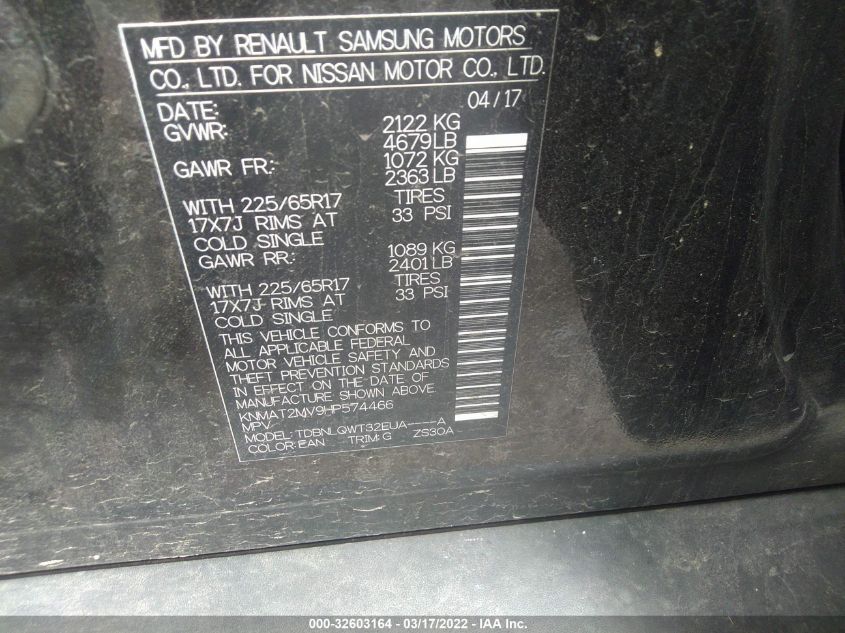 MFD BY RENAULT SAMSUNG MOTORS
CO., LTD. FOR NISSAN MOTOR CO., LTD.
DATE: 04/17
GVWR: 2122 KG
4679 LB
GAWR FR: 1072 KG
2363 LB
WITH 225/65R17 TIRES
17X7J RIMS AT 33 PSI
COLD SINGLE
GAWR RR: 1089 KG
2401 LB
WITH 225/65R17 TIRES
17X7J RIMS AT 33 PSI
COLD SINGLE
THIS VEHICLE CONFORMS TO
ALL APPLICABLE FEDERAL
MOTOR VEHICLE SAFETY AND
THEFT PREVENTION STANDARDS
IN EFFECT ON THE DATE OF
MANUFACTURE SHOWN ABOVE.
KNMAT2MV9HP574466
MPV
MODEL: TDBNLQWT32EUA-----A
COLOR:EAN TRIM:G ZS30A
000-32603164 - 03/17/2022 - IAA Inc.